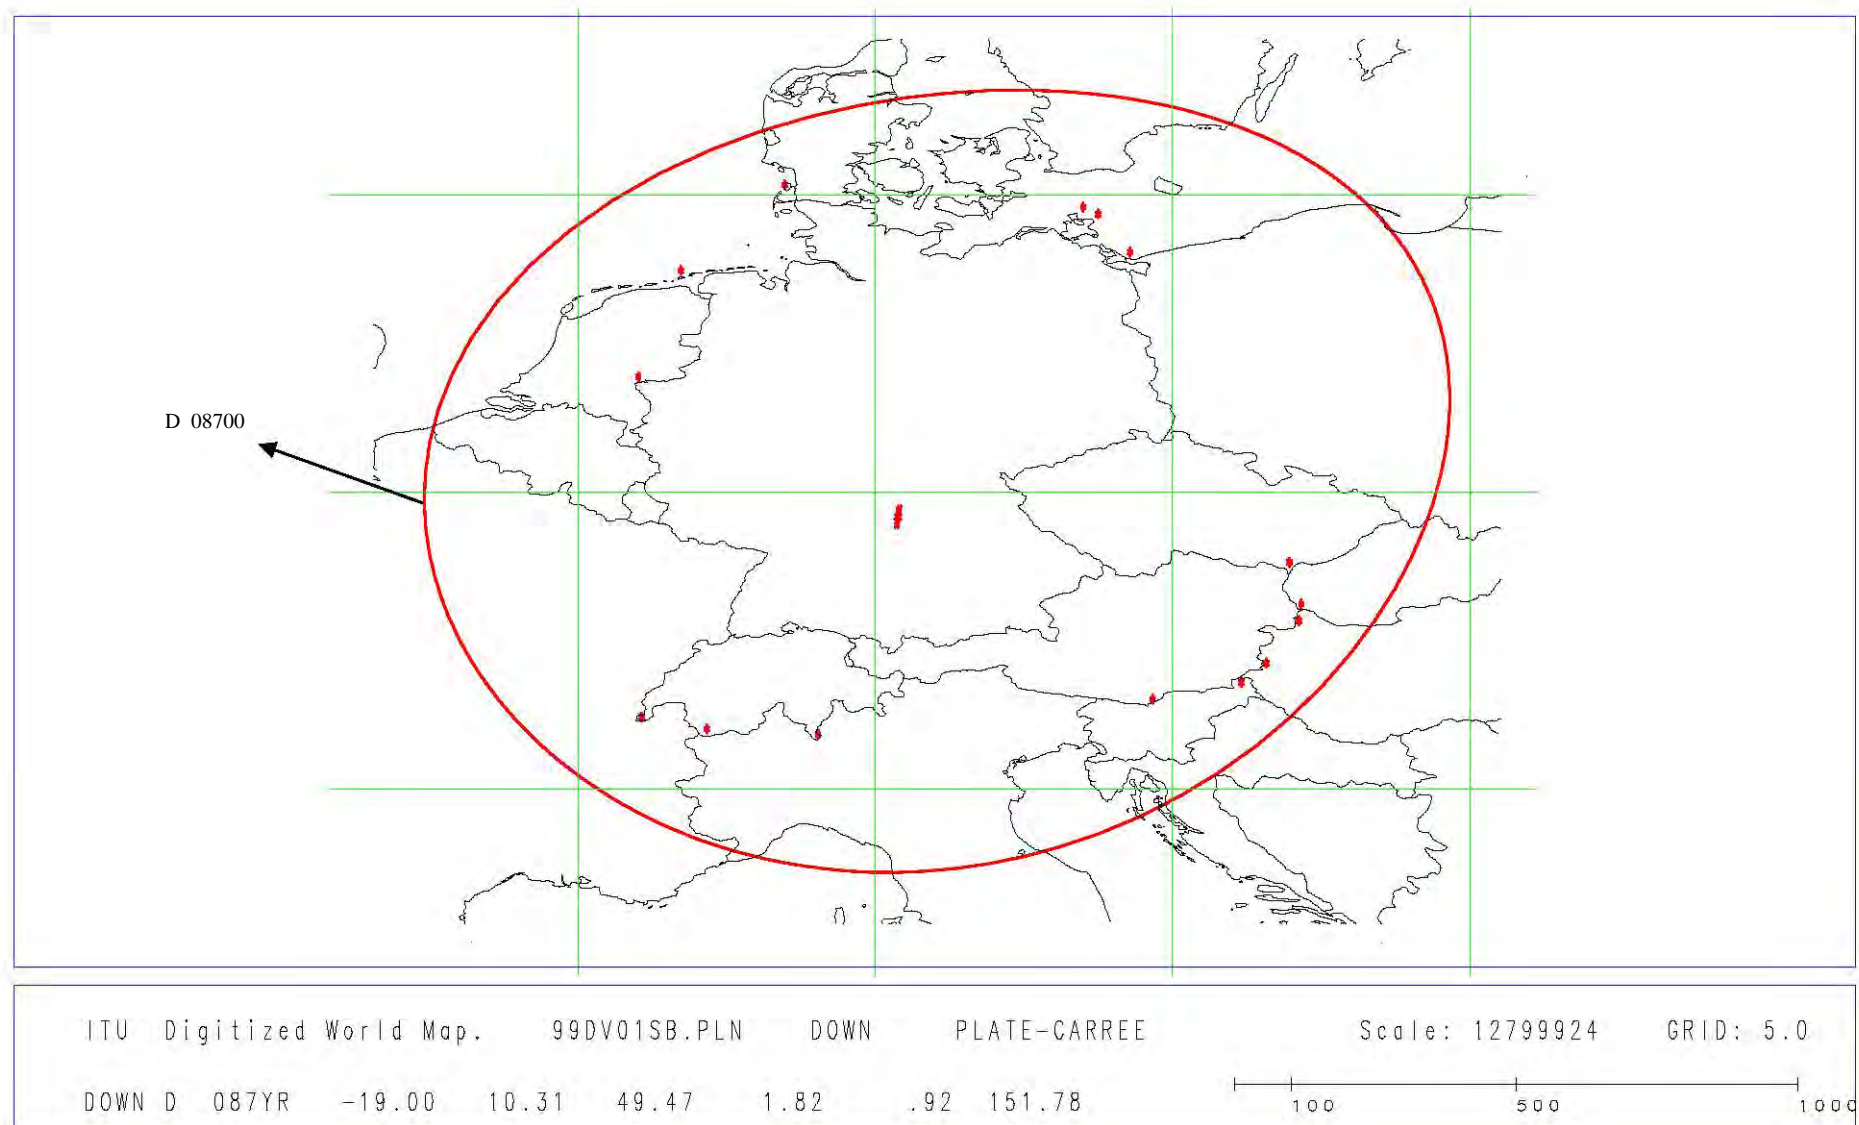 D 08700
ITU Digitized World Map. 99DV01SB.PLN DOWN PLATE-CARREE Scale: 12799924 GRID: 5.0
DOWN D 087YR -19.00 10.31 49.47 1.82 .92 151.78 100 500 1000